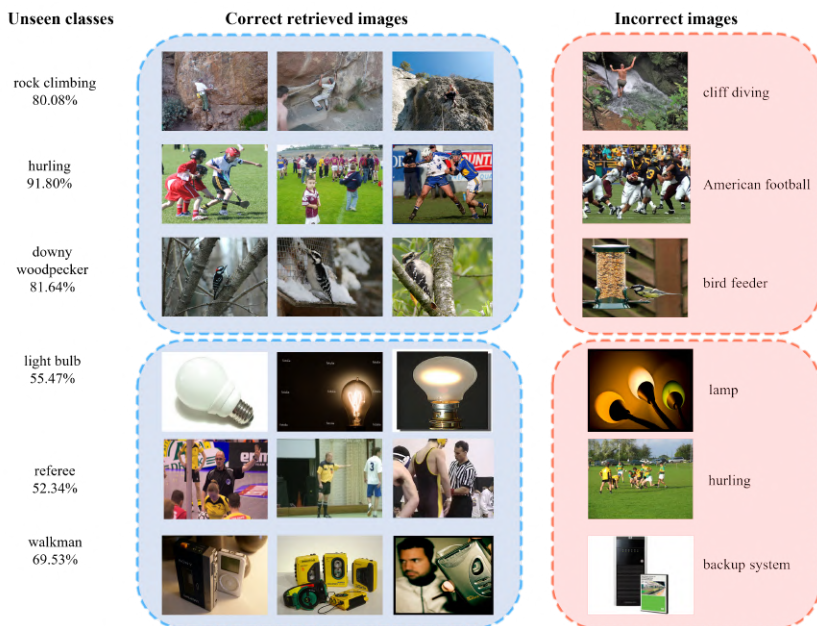 Unseen classes Correct retrieved images Incorrect images
rock climbing
80.08%
cliff diving
hurling
91.80%
American football
downy
woodpecker
81.64%
bird feeder
light bulb
55.47%
lamp
referee
52.34%
hurling
walkman
69.53%
backup system